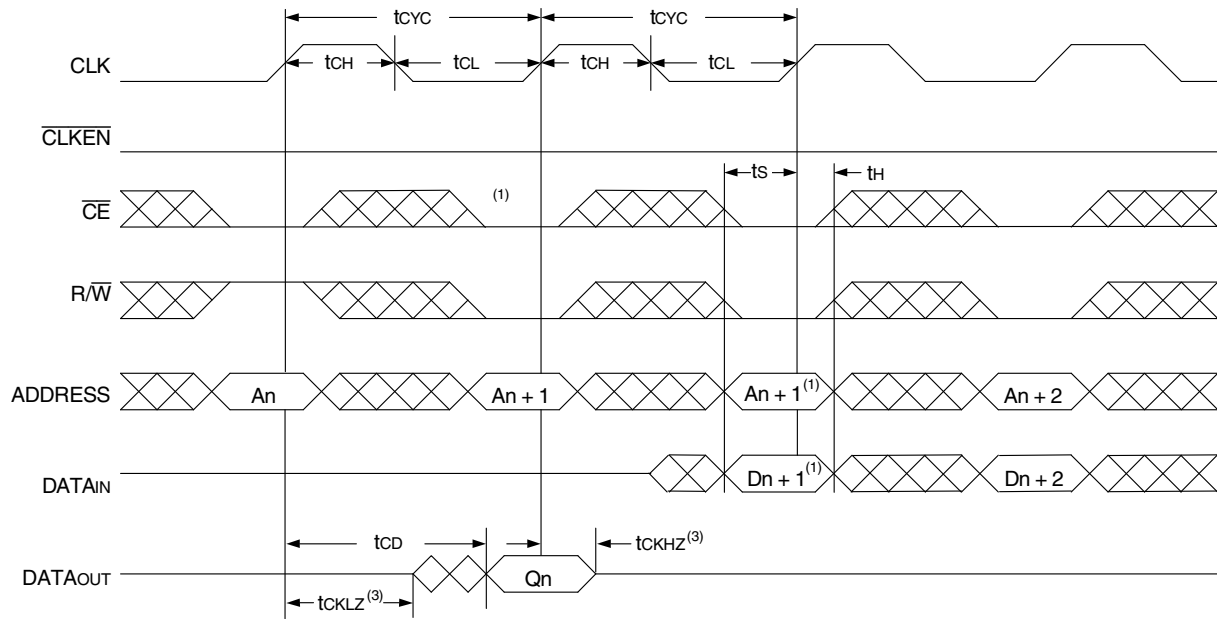 tCYC tCYC
CLK tCH tCL tCH tCL
CLKEN
tS tH
CE (1)
R/W
ADDRESS An An + 1 An + 1(1) An + 2
DATAIN Dn + 1(1) Dn + 2
tCD tCKHZ(3)
DATAOUT Qn
tCKLZ(3)